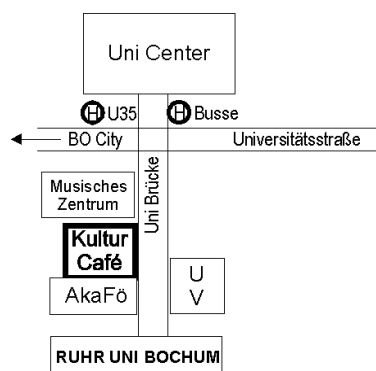 Uni Center
H U35
H Busse
BO City
Universitätsstraße
Uni Brücke
Musisches
Zentrum
Kultur
Café
AkaFö
U
V
RUHR UNI BOCHUM